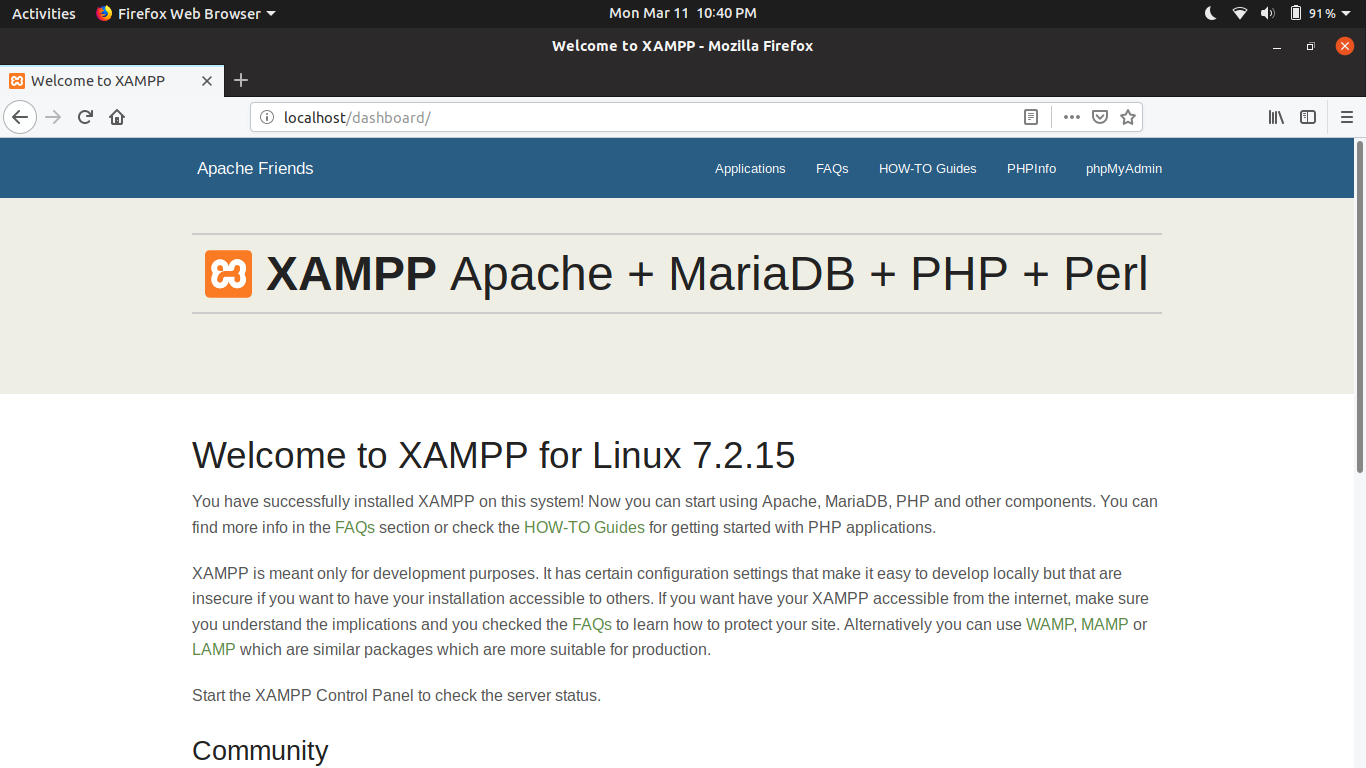 Activities Firefox Web Browser Mon Mar 11 10:40 PM 91%
Welcome to XAMPP - Mozilla Firefox
Welcome to XAMPP
localhost/dashboard/
Apache Friends Applications FAQs HOW-TO Guides PHPInfo phpMyAdmin
XAMPP Apache + MariaDB + PHP + Perl
Welcome to XAMPP for Linux 7.2.15
You have successfully installed XAMPP on this system! Now you can start using Apache, MariaDB, PHP and other components. You can
find more info in the FAQs section or check the HOW-TO Guides for getting started with PHP applications.
XAMPP is meant only for development purposes. It has certain configuration settings that make it easy to develop locally but that are
insecure if you want to have your installation accessible to others. If you want have your XAMPP accessible from the internet, make sure
you understand the implications and you checked the FAQs to learn how to protect your site. Alternatively you can use WAMP, MAMP or
LAMP which are similar packages which are more suitable for production.
Start the XAMPP Control Panel to check the server status.
Community